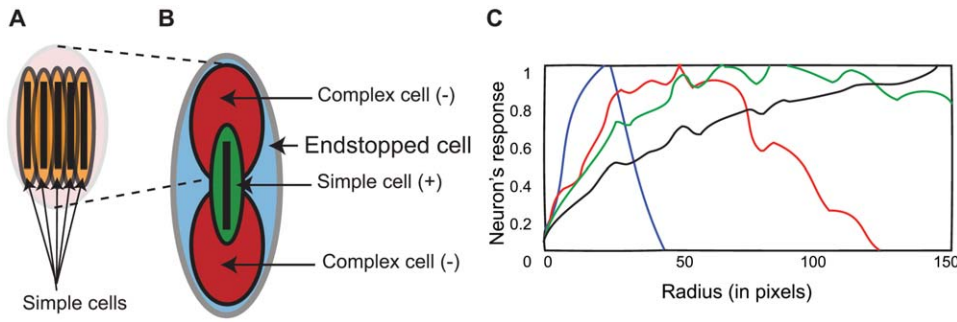 A
B
C
Complex cell (-)
Endstopped cell
Simple cell (+)
Complex cell (-)
Simple cells
Neuron's response
1
0.8
0.6
0.4
0.2
0
0
50
100
150
Radius (in pixels)